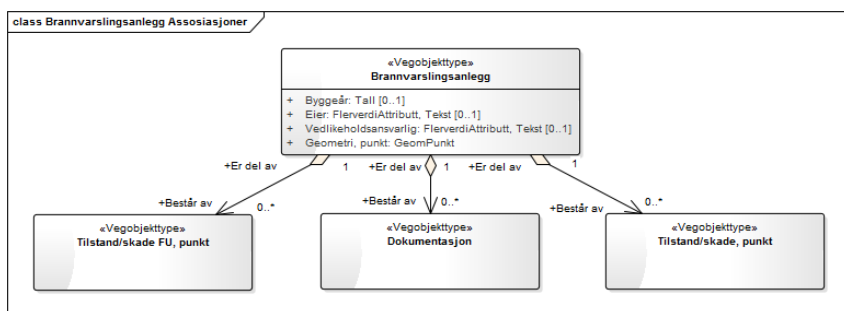 class Brannvarslingsanlegg Assosiasjoner
«Vegobjekttype»
Brannvarslingsanlegg
+ Byggeår: Tall [0..1]
+ Eier: FlerverdiAttributt, Tekst [0..1]
+ Vedlikeholdsansvarlig: FlerverdiAttributt, Tekst [0..1]
+ Geometri, punkt: GeomPunkt
+Er del av 1 +Er del av 1 +Er del av 1
+Består av 0..* +Består av 0..* +Består av 0..*
«Vegobjekttype»
Tilstand/skade FU, punkt
«Vegobjekttype»
Dokumentasjon
«Vegobjekttype»
Tilstand/skade, punkt